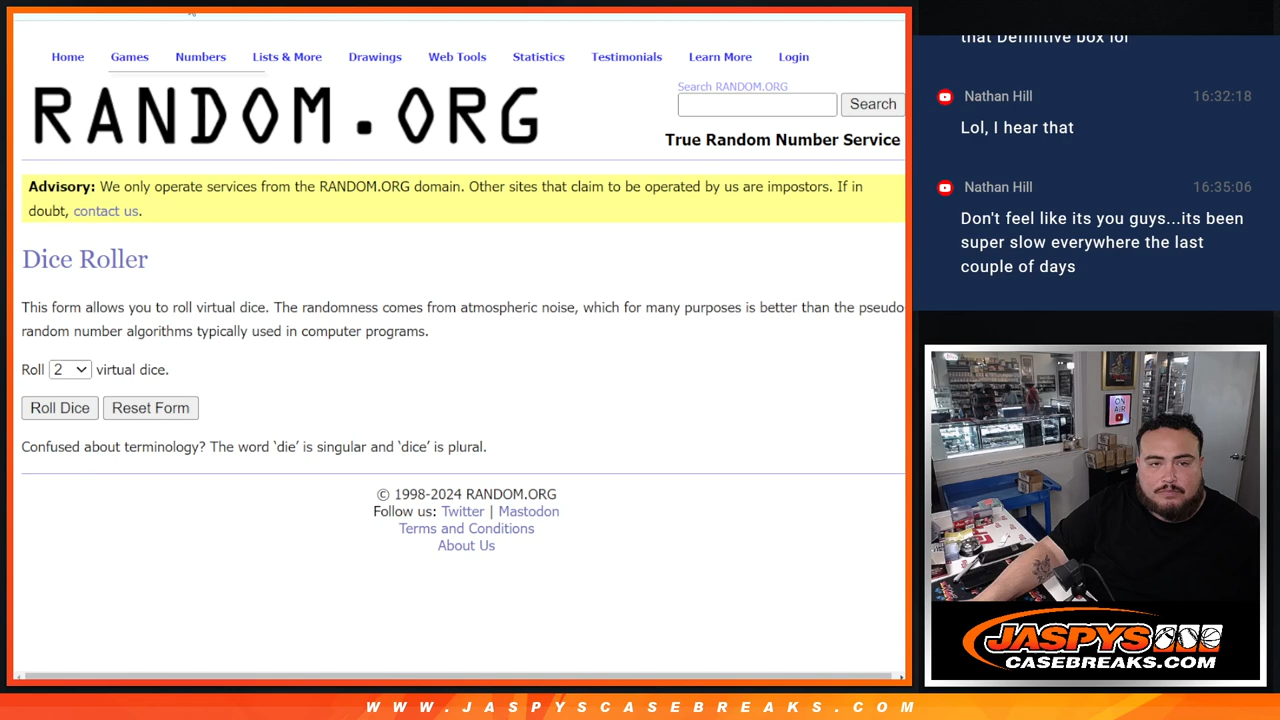 Home Games Numbers Lists & More Drawings Web Tools Statistics Testimonials Learn More Login
RANDOM.ORG
Search RANDOM.ORG
Search
True Random Number Service
Advisory: We only operate services from the RANDOM.ORG domain. Other sites that claim to be operated by us are impostors. If in
doubt, contact us.
Dice Roller
This form allows you to roll virtual dice. The randomness comes from atmospheric noise, which for many purposes is better than the pseudo
random number algorithms typically used in computer programs.
Roll 2 virtual dice.
Roll Dice Reset Form
Confused about terminology? The word ‘die’ is singular and ‘dice’ is plural.
© 1998-2024 RANDOM.ORG
Follow us: Twitter | Mastodon
Terms and Conditions
About Us
that Definitive box lol
Nathan Hill 16:32:18
Lol, I hear that
Nathan Hill 16:35:06
Don't feel like its you guys...its been
super slow everywhere the last
couple of days
ON
AIR
JASPYS
CASEBREAKS.COM
WWW.JASPYSCASEBREAKS.COM